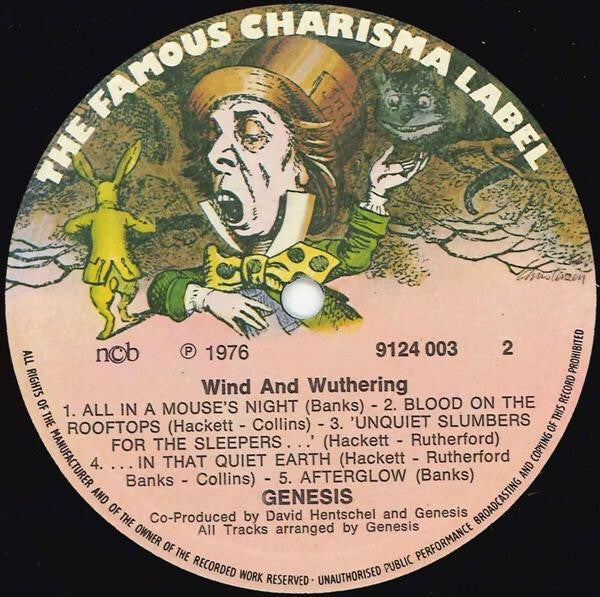 THE FAMOUS CHARISMA LABEL
Christensen
ncb
Ⓟ 1976
9124 003
2
Wind And Wuthering
1. ALL IN A MOUSE'S NIGHT (Banks) - 2. BLOOD ON THE
ROOFTOPS (Hackett - Collins) - 3. 'UNQUIET SLUMBERS
FOR THE SLEEPERS...' (Hackett - Rutherford)
4. ... IN THAT QUIET EARTH (Hackett - Rutherford
Banks - Collins) - 5. AFTERGLOW (Banks)
GENESIS
Co-Produced by David Hentschel and Genesis
All Tracks arranged by Genesis
ALL RIGHTS OF THE MANUFACTURER AND OF THE OWNER OF THE RECORDED WORK RESERVED · UNAUTHORISED PUBLIC PERFORMANCE BROADCASTING AND COPYING OF THIS RECORD PROHIBITED